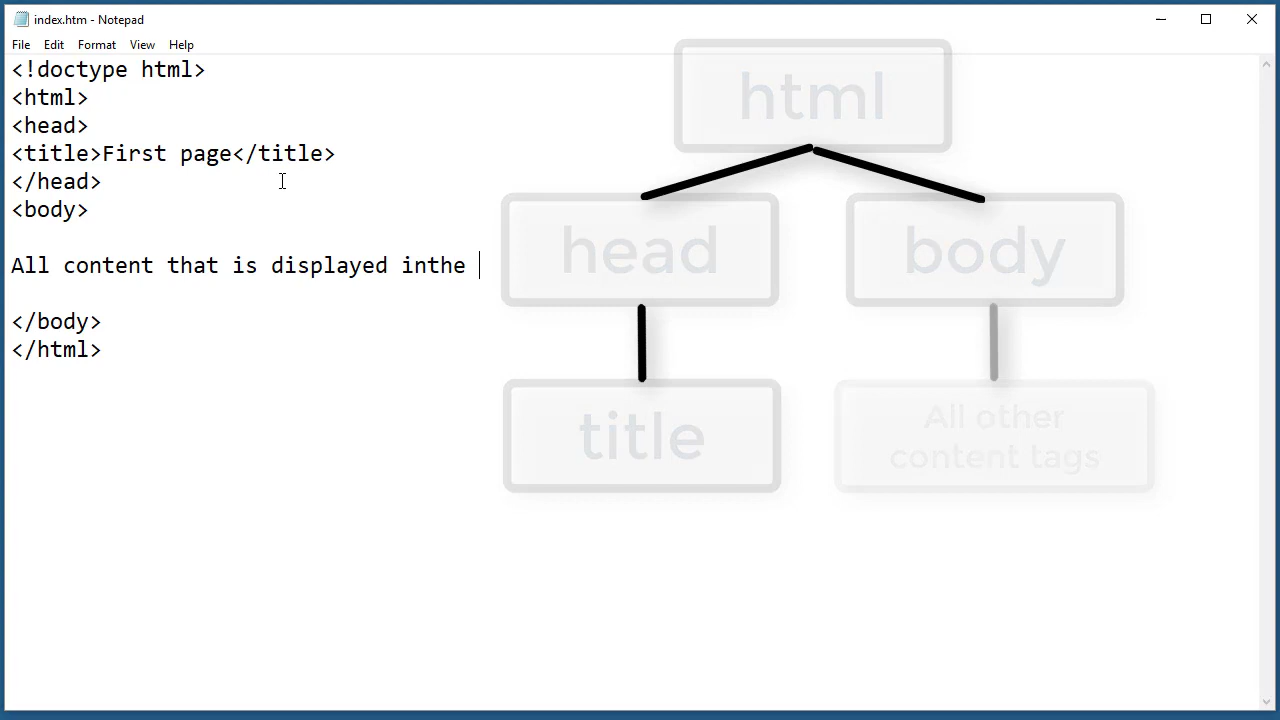 index.htm - Notepad
File Edit Format View Help
<!doctype html>
<html>
<head>
<title>First page</title>
</head>
<body>
All content that is displayed inthe
</body>
</html>
html
head
body
title
All other
content tags